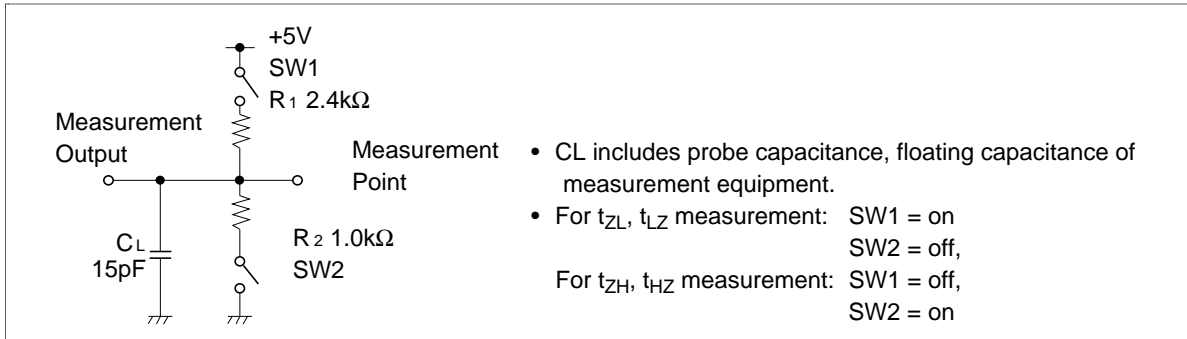 +5V
SW1
R1 2.4kΩ
Measurement
Output
Measurement
Point
CL
15pF
R2 1.0kΩ
SW2
• CL includes probe capacitance, floating capacitance of
measurement equipment.
• For tZL, tLZ measurement: SW1 = on
SW2 = off,
For tZH, tHZ measurement: SW1 = off,
SW2 = on